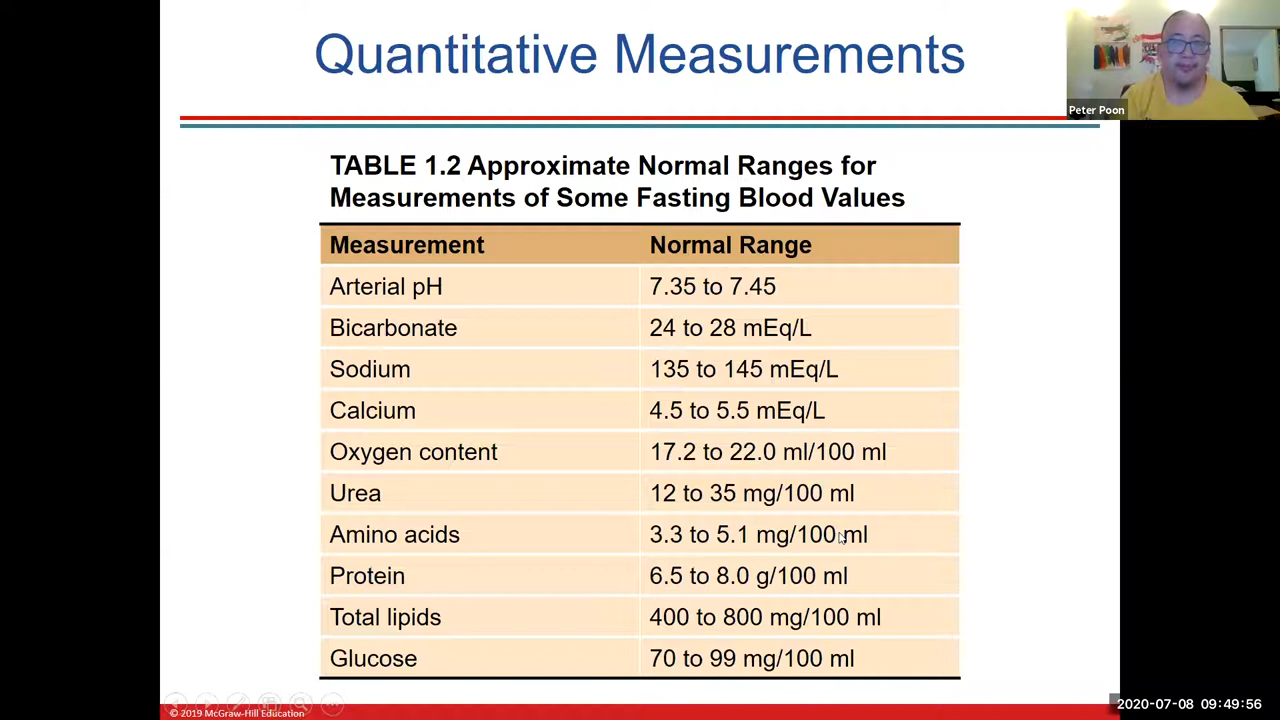 Quantitative Measurements
Peter Poon
TABLE 1.2 Approximate Normal Ranges for
Measurements of Some Fasting Blood Values
Measurement Normal Range
Arterial pH 7.35 to 7.45
Bicarbonate 24 to 28 mEq/L
Sodium 135 to 145 mEq/L
Calcium 4.5 to 5.5 mEq/L
Oxygen content 17.2 to 22.0 ml/100 ml
Urea 12 to 35 mg/100 ml
Amino acids 3.3 to 5.1 mg/100 ml
Protein 6.5 to 8.0 g/100 ml
Total lipids 400 to 800 mg/100 ml
Glucose 70 to 99 mg/100 ml
© 2019 McGraw-Hill Education
2020-07-08 09:49:56